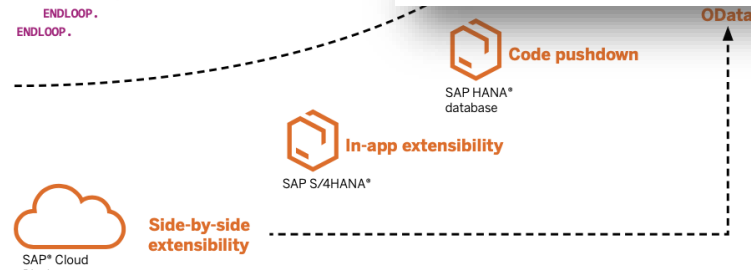 ENDLOOP.
ENDLOOP.
OData
Code pushdown
SAP HANA®
database
In-app extensibility
SAP S/4HANA®
Side-by-side
extensibility
SAP® Cloud